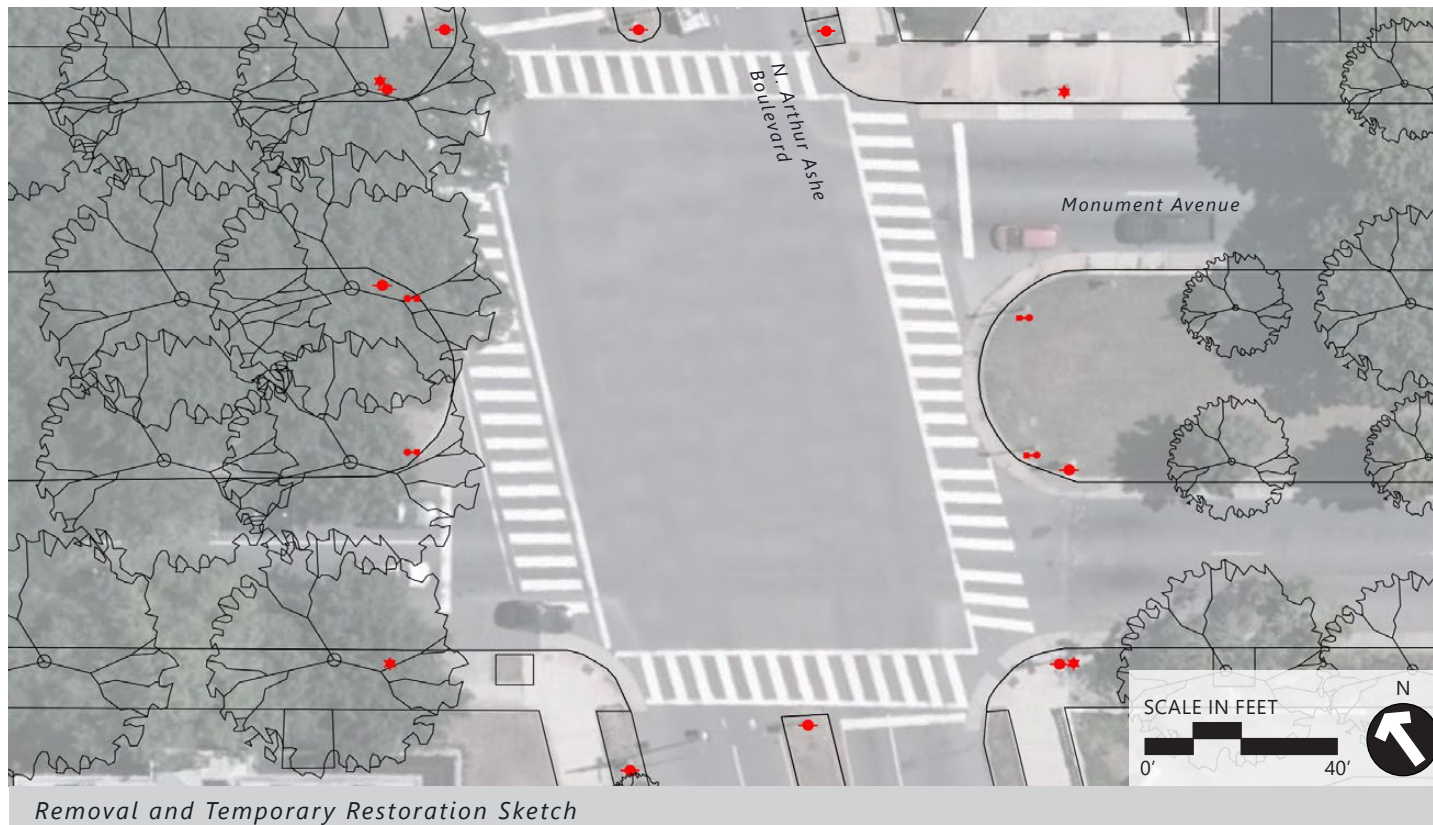 N. Arthur Ashe
Boulevard
Monument Avenue
SCALE IN FEET
N
0′
40′
Removal and Temporary Restoration Sketch